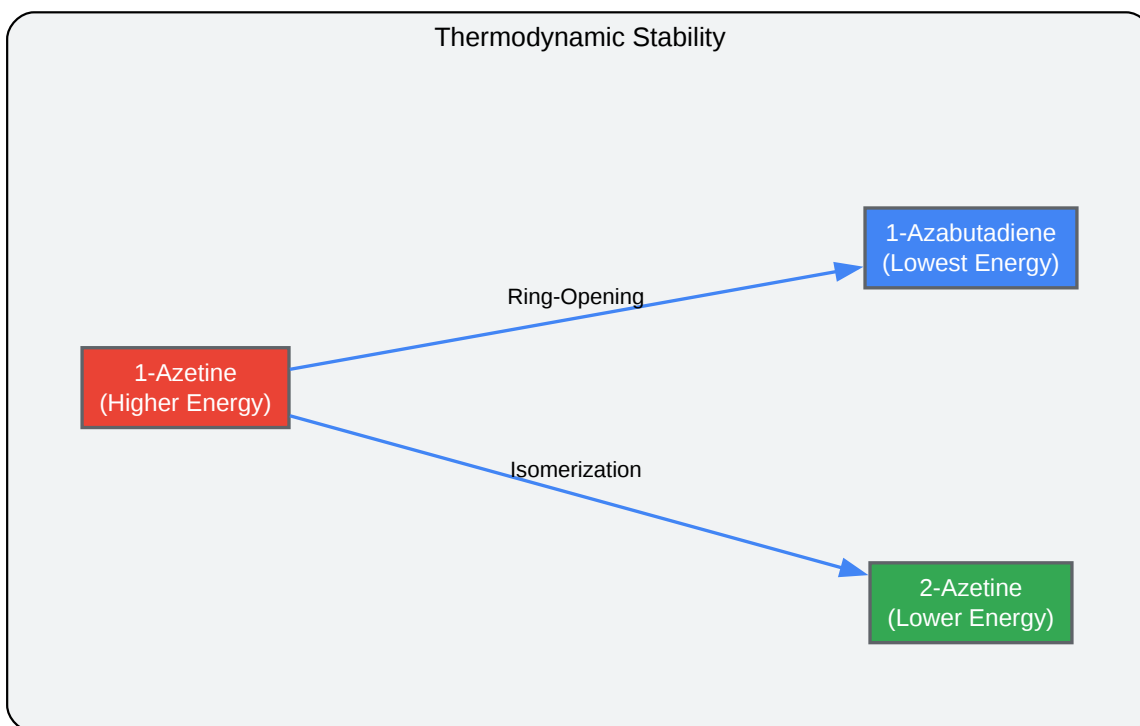 Thermodynamic Stability
1-Azabutadiene
(Lowest Energy)
Ring-Opening
1-Azetine
(Higher Energy)
Isomerization
2-Azetine
(Lower Energy)